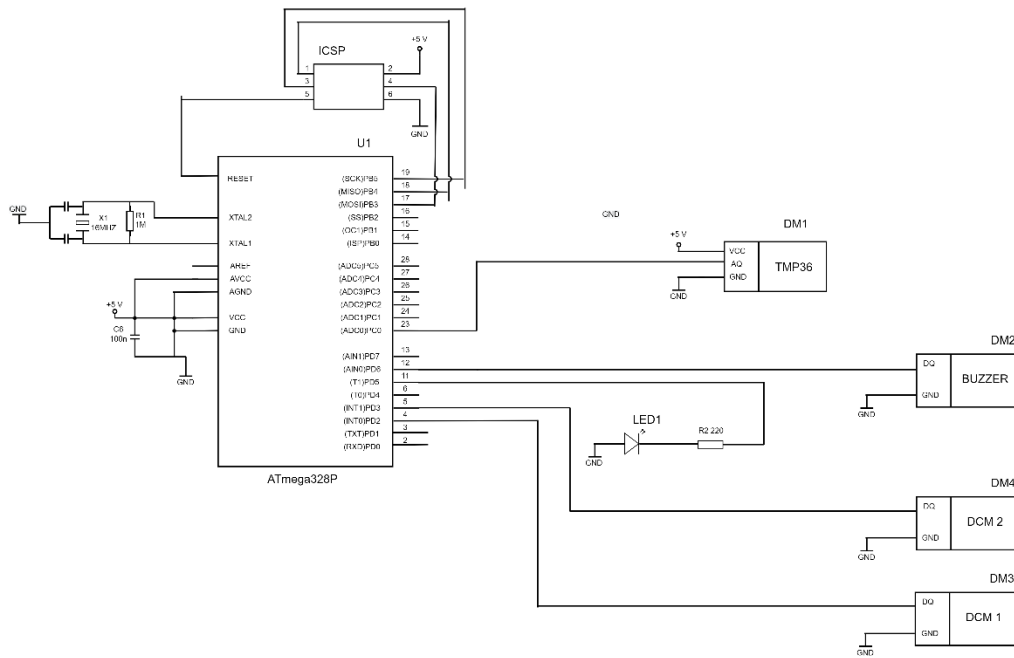 +5 V
ICSP
1
2
3
4
5
6
GND
U1
RESET
(SCK)PB5
19
(MISO)PB4
18
(MOSI)PB3
17
XTAL2
(SS)PB2
16
(OC1)PB1
15
XTAL1
(ISP)PB0
14
GND
X1
16MHZ
R1
1M
AREF
(ADC5)PC5
28
AVCC
(ADC4)PC4
27
AGND
(ADC3)PC3
26
(ADC2)PC2
25
VCC
(ADC1)PC1
24
GND
(ADC0)PC0
23
+5 V
C6
100n
GND
(AIN1)PD7
13
(AIN0)PD6
12
(T1)PD5
11
(T0)PD4
6
(INT1)PD3
5
(INT0)PD2
4
(TXT)PD1
3
(RXD)PD0
2
ATmega328P
GND
DM1
+5 V
VCC
AQ
GND
TMP36
GND
DM2
DQ
GND
BUZZER
GND
LED1
R2 220
GND
DM4
DQ
GND
DCM 2
GND
DM3
DQ
GND
DCM 1
GND